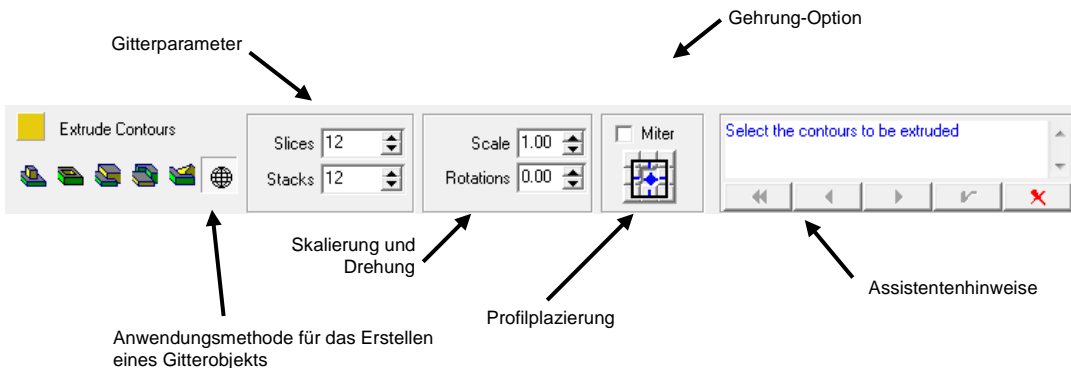 Gehrung-Option
Gitterparameter
Extrude Contours
Slices 12
Stacks 12
Scale 1.00
Rotations 0.00
Miter
Select the contours to be extruded
Skalierung und
Drehung
Profilplazierung
Assistentenhinweise
Anwendungsmethode für das Erstellen
eines Gitterobjekts